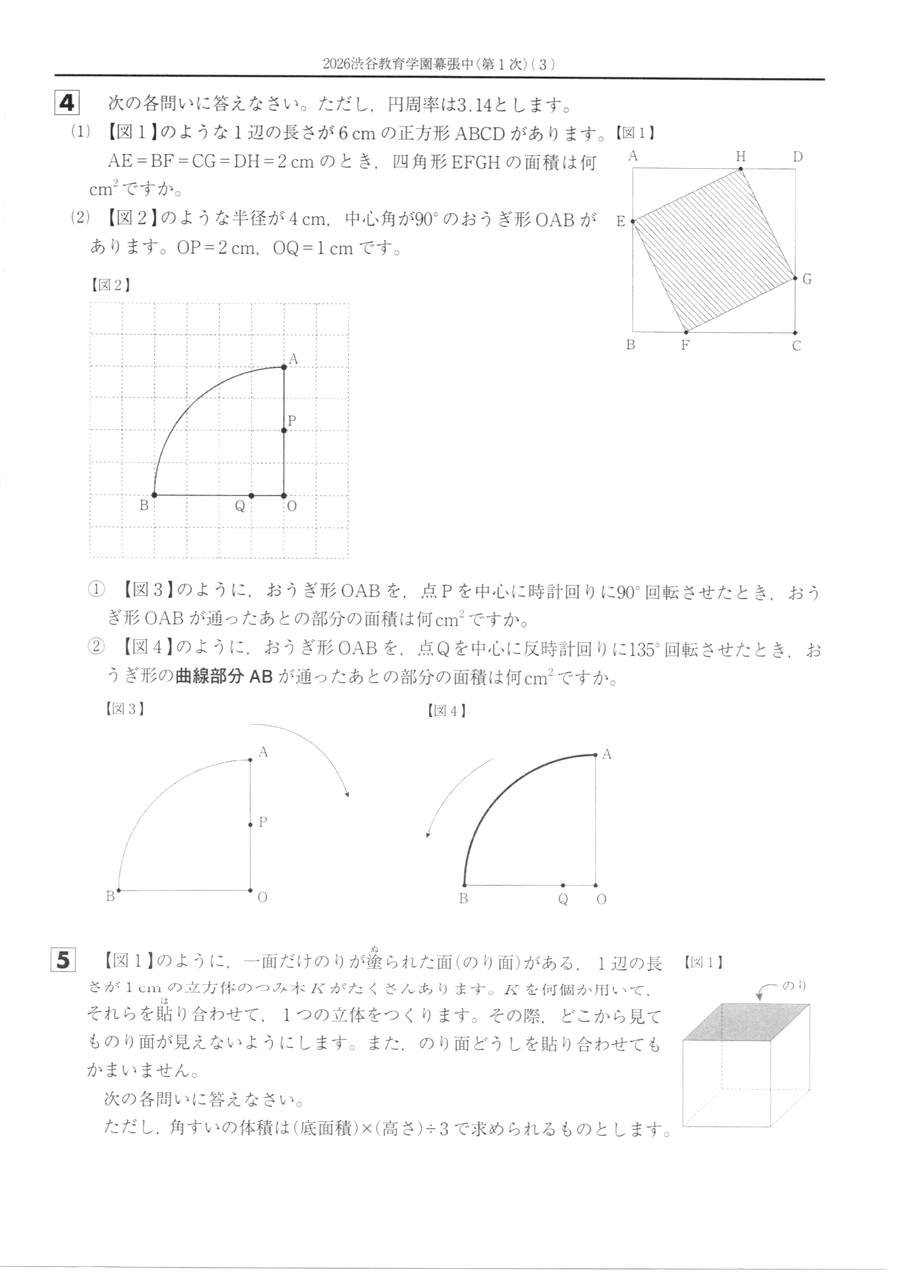 2026渋谷教育学園幕張中〈第1次〉(3)
4 次の各問いに答えなさい。ただし，円周率は3.14とします。
(1) 【図1】のような1辺の長さが6cmの正方形ABCDがあります。
AE＝BF＝CG＝DH＝2cmのとき，四角形EFGHの面積は何
cm²ですか。
【図1】
A H D
E
G
B F C
(2) 【図2】のような半径が4cm，中心角が90°のおうぎ形OABが
あります。OP＝2cm，OQ＝1cmです。
【図2】
A
P
B Q O
① 【図3】のように，おうぎ形OABを，点Pを中心に時計回りに90°回転させたとき，おう
ぎ形OABが通ったあとの部分の面積は何cm²ですか。
② 【図4】のように，おうぎ形OABを，点Qを中心に反時計回りに135°回転させたとき，お
うぎ形の曲線部分ABが通ったあとの部分の面積は何cm²ですか。
【図3】
A
P
B O
【図4】
A
B Q O
5 【図1】のように，一面だけのりが塗られた面(のり面)がある，1辺の長
ぬ
さが1cmの立方体のつみ木Kがたくさんあります。Kを何個か用いて，
は
それらを貼り合わせて，1つの立体をつくります。その際，どこから見て
ものり面が見えないようにします。また，のり面どうしを貼り合わせても
かまいません。
次の各問いに答えなさい。
ただし，角すいの体積は(底面積)×(高さ)÷3で求められるものとします。
【図1】
のり